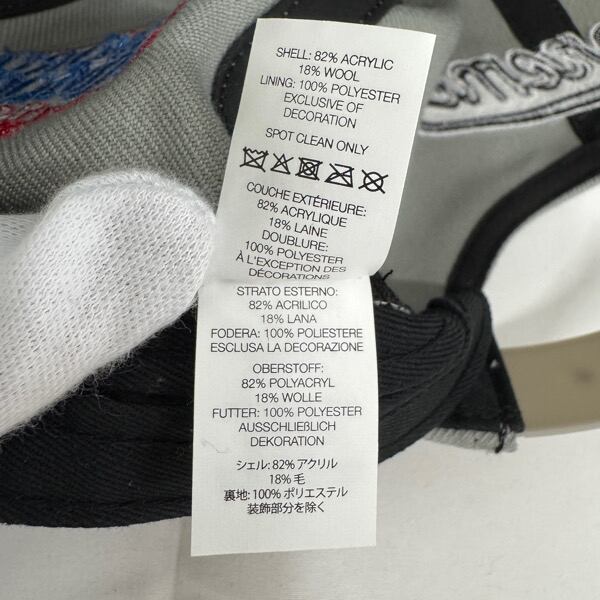 SHELL: 82% ACRYLIC
18% WOOL
LINING: 100% POLYESTER
EXCLUSIVE OF
DECORATION
SPOT CLEAN ONLY
COUCHE EXTÉRIEURE:
82% ACRYLIQUE
18% LAINE
DOUBLURE:
100% POLYESTER
À L'EXCEPTION DES
DÉCORATIONS
STRATO ESTERNO:
82% ACRILICO
18% LANA
FODERA: 100% POLIESTERE
ESCLUSA LA DECORAZIONE
OBERSTOFF:
82% POLYACRYL
18% WOLLE
FUTTER: 100% POLYESTER
AUSSCHLIEßLICH
DEKORATION
シェル: 82% アクリル
18% 毛
裏地: 100% ポリエステル
装飾部分を除く